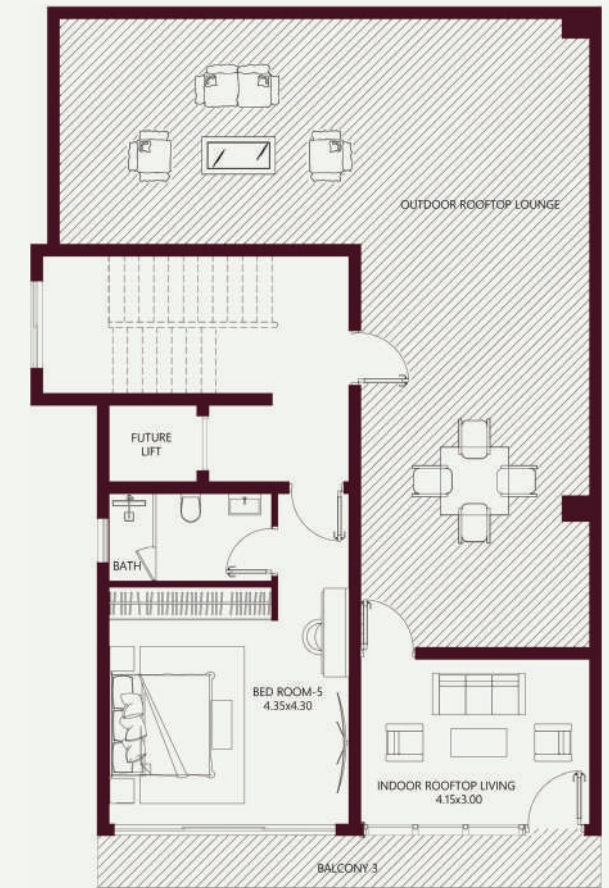 OUTDOOR ROOFTOP LOUNGE
FUTURE
LIFT
BATH
BED ROOM-5
4.35x4.30
INDOOR ROOFTOP LIVING
4.15x3.00
BALCONY 3